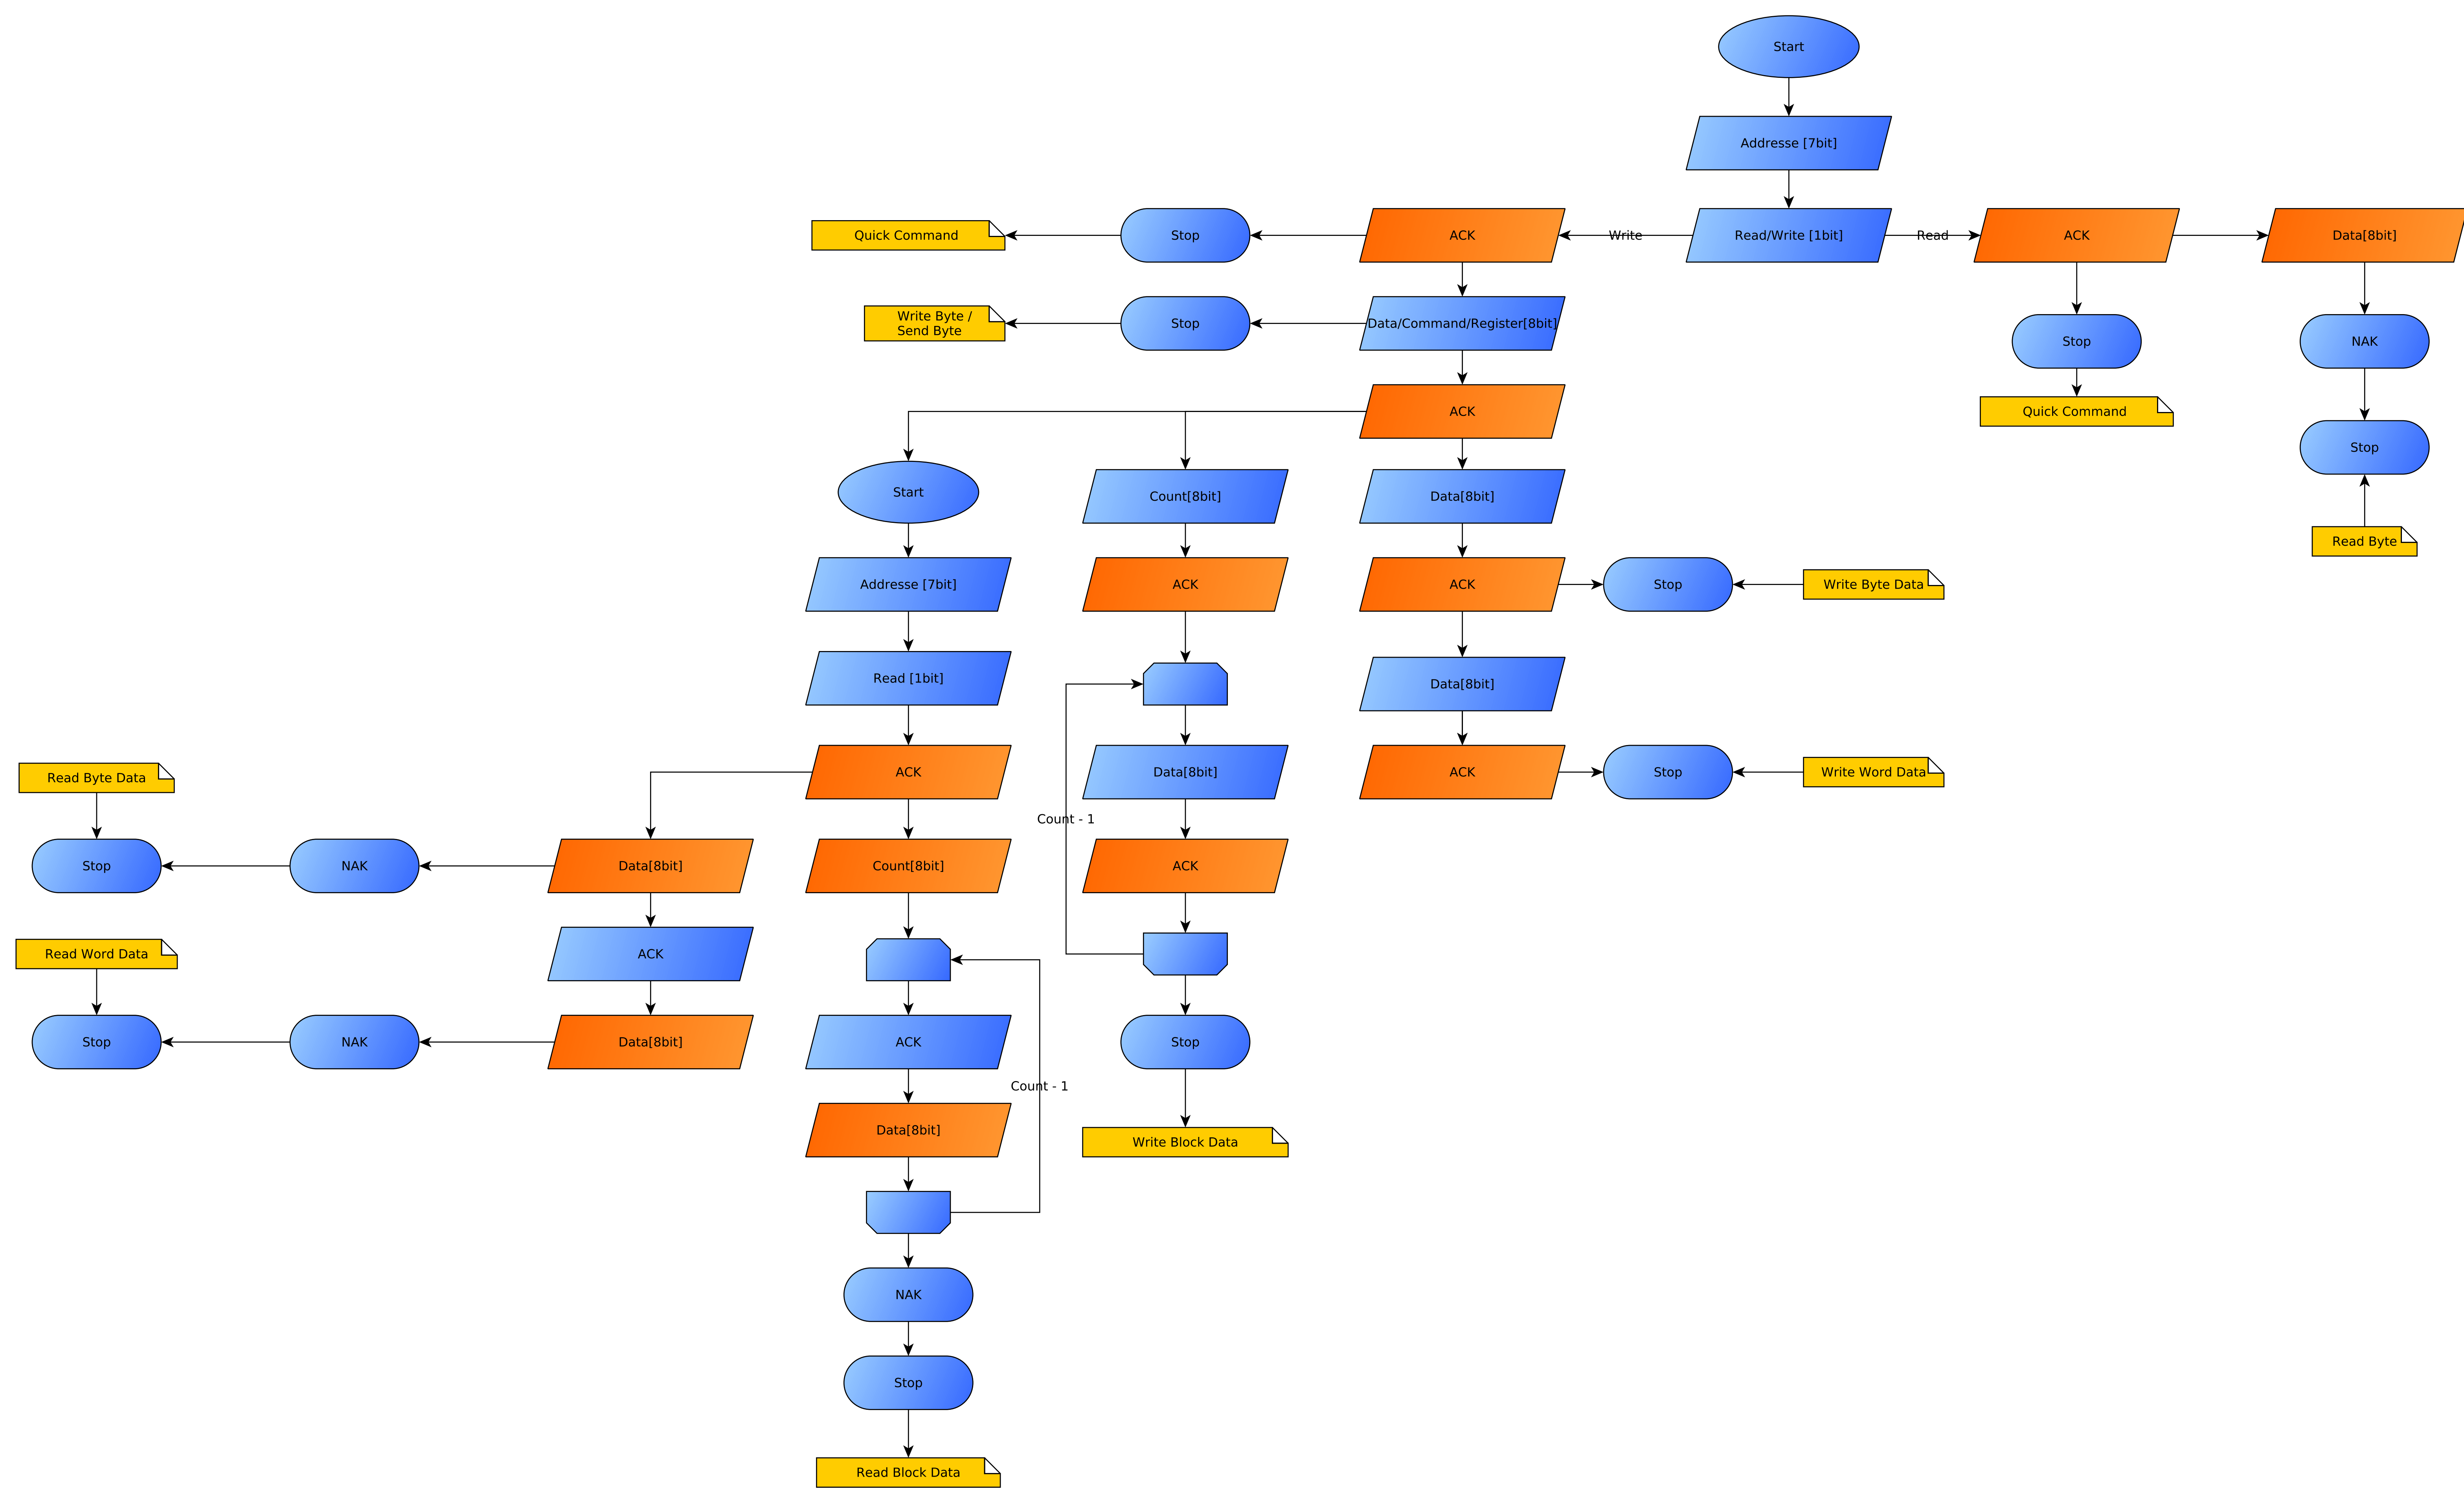 Start
Addresse [7bit]
Quick Command
Stop
ACK
Write
Read/Write [1bit]
Read
ACK
Data[8bit]
Write Byte /
Send Byte
Stop
Data/Command/Register[8bit]
Stop
NAK
ACK
Quick Command
Stop
Start
Count[8bit]
Data[8bit]
Read Byte
Addresse [7bit]
ACK
ACK
Stop
Write Byte Data
Read [1bit]
Data[8bit]
Read Byte Data
ACK
Data[8bit]
ACK
Stop
Write Word Data
Count - 1
Stop
NAK
Data[8bit]
Count[8bit]
ACK
Read Word Data
ACK
Stop
NAK
Data[8bit]
ACK
Stop
Count - 1
Data[8bit]
Write Block Data
NAK
Stop
Read Block Data